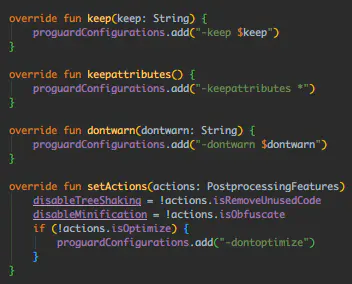 override fun keep(keep: String) {
    proguardConfigurations.add("-keep $keep")
}
override fun keepattributes() {
    proguardConfigurations.add("-keepattributes *")
}
override fun dontwarn(dontwarn: String) {
    proguardConfigurations.add("-dontwarn $dontwarn")
}
override fun setActions(actions: PostprocessingFeatures) {
    disableTreeShaking = !actions.isRemoveUnusedCode
    disableMinification = !actions.isObfuscate
    if (!actions.isOptimize) {
        proguardConfigurations.add("-dontoptimize")
    }
}